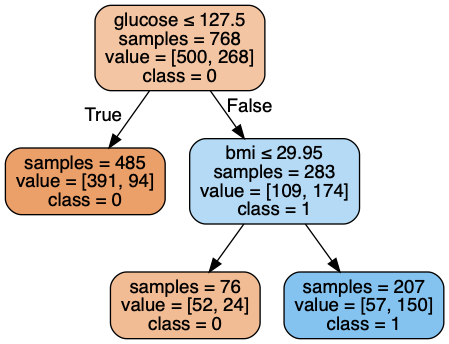 glucose ≤ 127.5
samples = 768
value = [500, 268]
class = 0
True
False
samples = 485
value = [391, 94]
class = 0
bmi ≤ 29.95
samples = 283
value = [109, 174]
class = 1
samples = 76
value = [52, 24]
class = 0
samples = 207
value = [57, 150]
class = 1